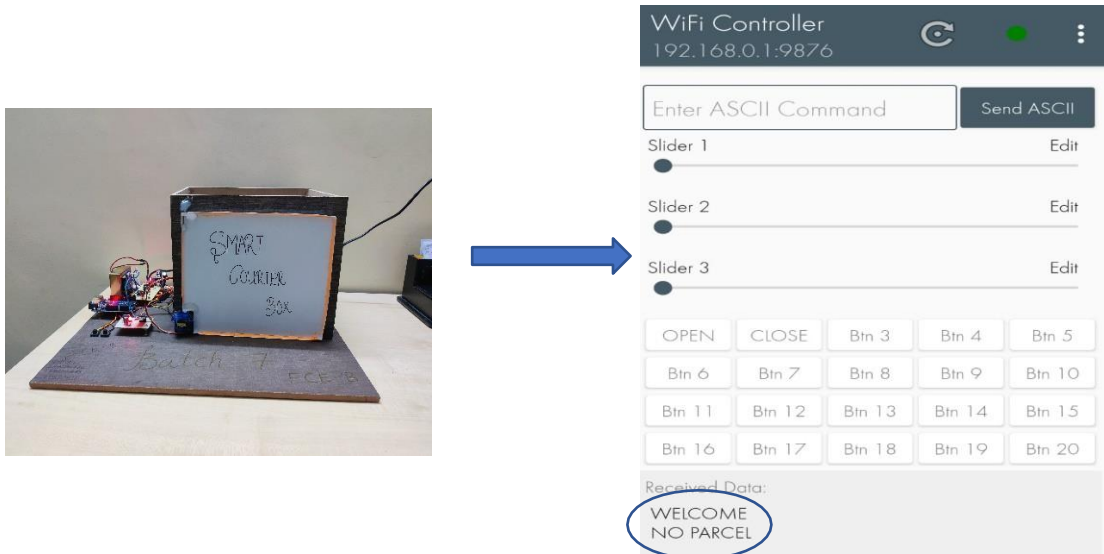 SMART
COURIER
BOX
Batch 7
ECE-B
WiFi Controller
192.168.0.1:9876
Enter ASCII Command
Send ASCII
Slider 1
Edit
Slider 2
Edit
Slider 3
Edit
OPEN CLOSE Btn 3 Btn 4 Btn 5
Btn 6 Btn 7 Btn 8 Btn 9 Btn 10
Btn 11 Btn 12 Btn 13 Btn 14 Btn 15
Btn 16 Btn 17 Btn 18 Btn 19 Btn 20
Received Data:
WELCOME
NO PARCEL